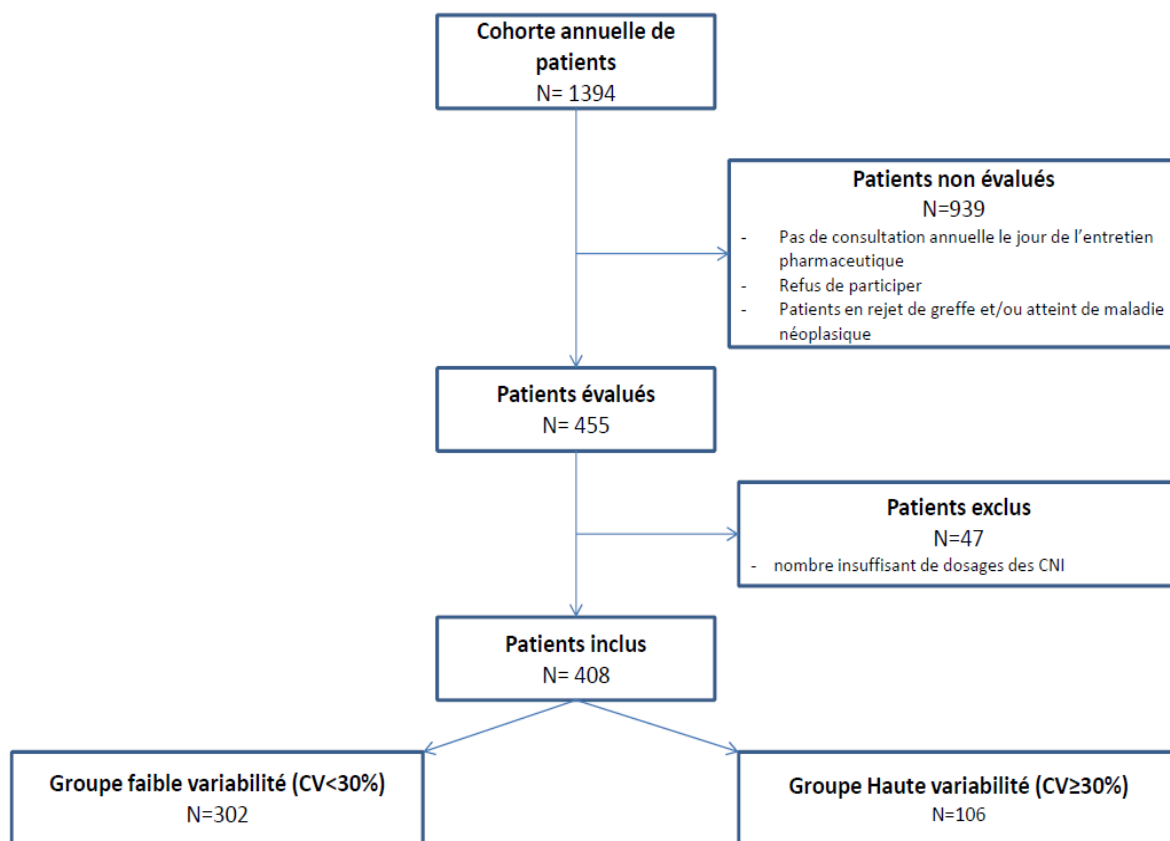 Cohorte annuelle de
patients
N= 1394
Patients non évalués
N=939
- Pas de consultation annuelle le jour de l'entretien
pharmaceutique
- Refus de participer
- Patients en rejet de greffe et/ou atteint de maladie
néoplasique
Patients évalués
N= 455
Patients exclus
N=47
- nombre insuffisant de dosages des CNI
Patients inclus
N= 408
Groupe faible variabilité (CV<30%)
N=302
Groupe Haute variabilité (CV≥30%)
N=106